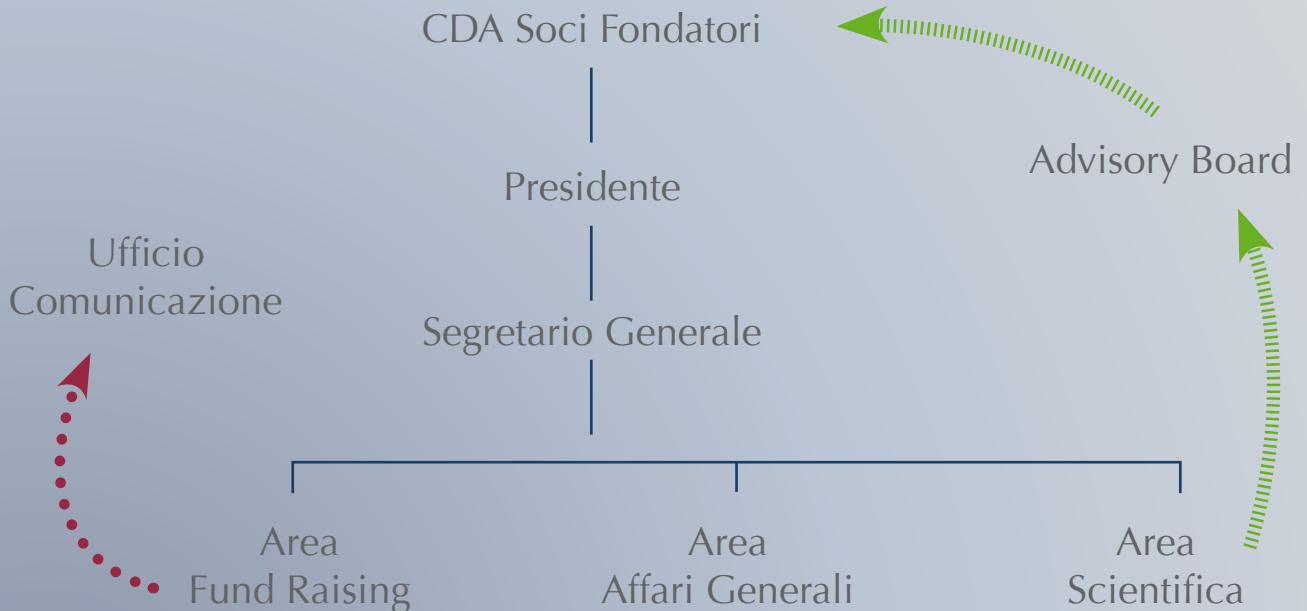 CDA Soci Fondatori
Advisory Board
Presidente
Ufficio
Comunicazione
Segretario Generale
Area
Fund Raising
Area
Affari Generali
Area
Scientifica